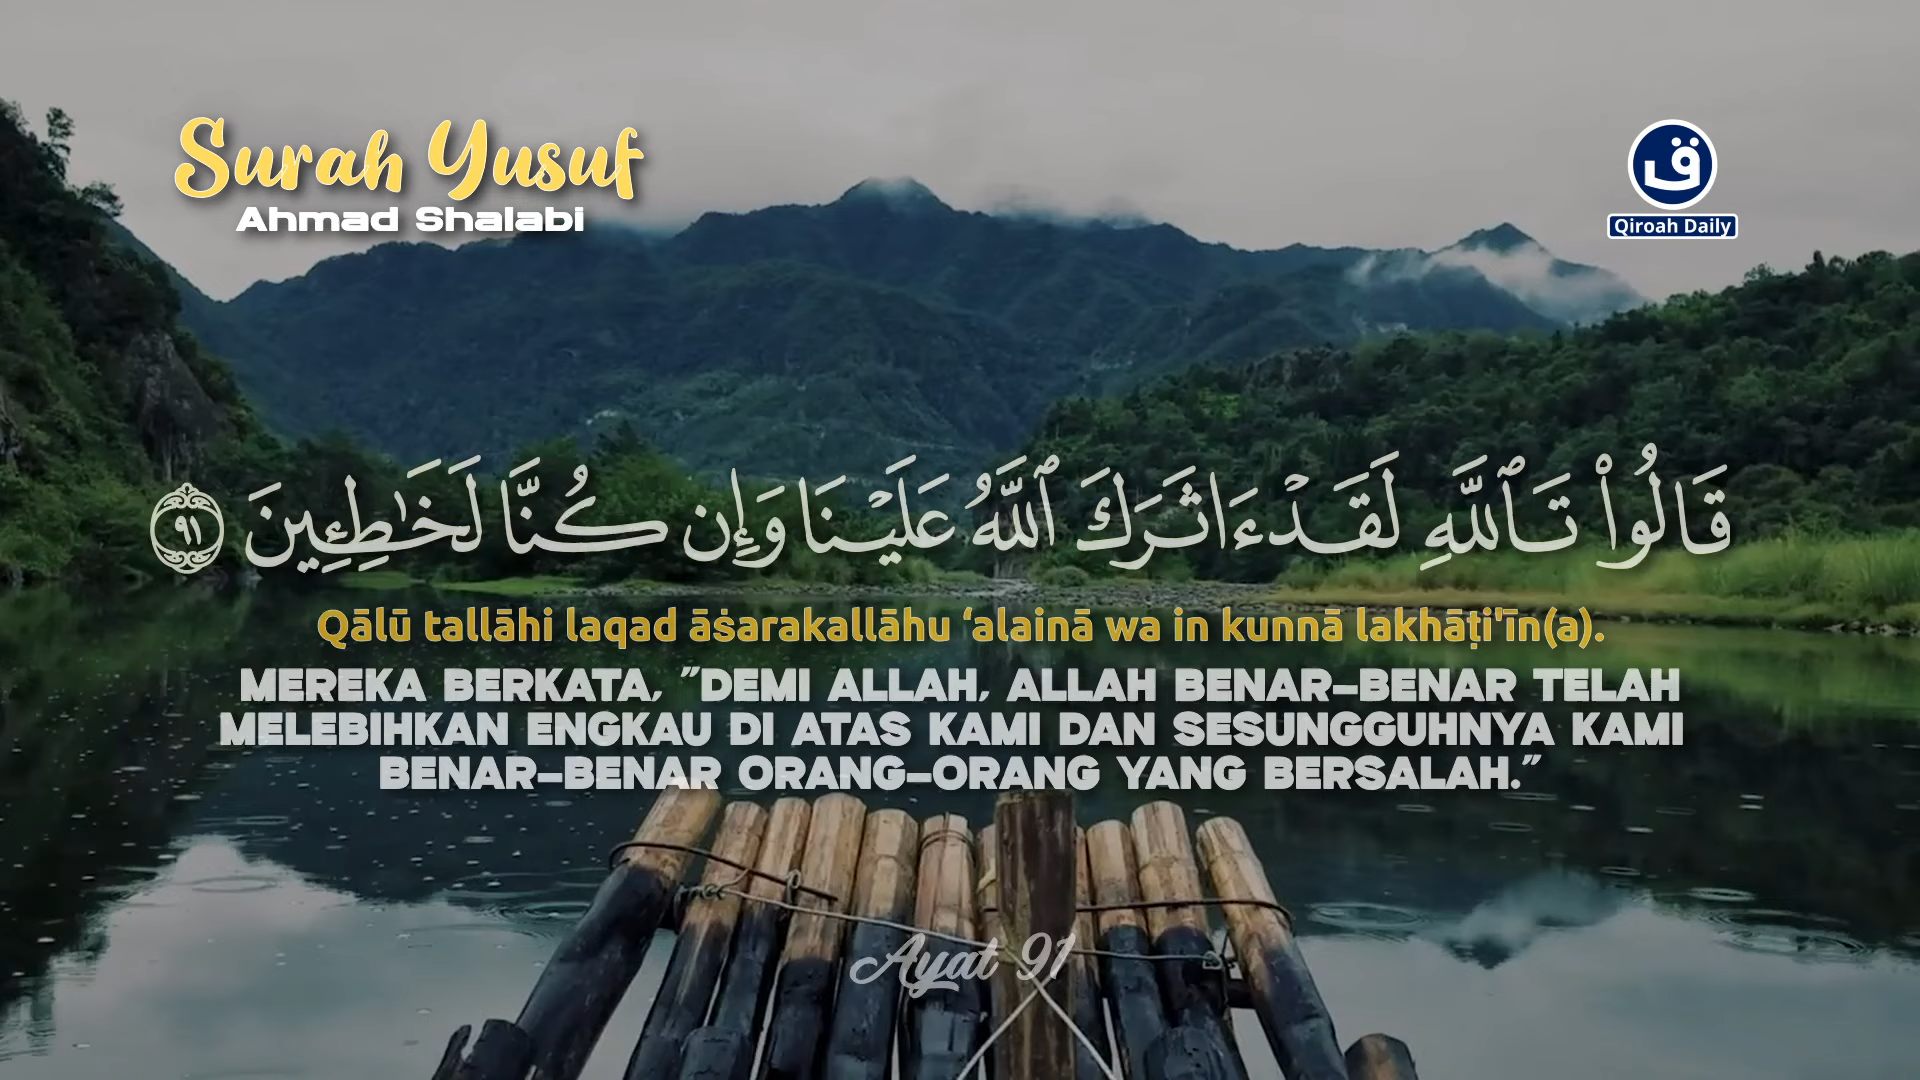 Surah Yusuf
Ahmad Shalabi
ق
Qiroah Daily
قَالُوا۟ تَٱللَّهِ لَقَدْ ءَاثَرَكَ ٱللَّهُ عَلَيْنَا وَإِن كُنَّا لَخَـٰطِـِٔينَ ٩١
Qālū tallāhi laqad āṡarakallāhu ‘alainā wa in kunnā lakhāṭi'īn(a).
MEREKA BERKATA, "DEMI ALLAH, ALLAH BENAR-BENAR TELAH
MELEBIHKAN ENGKAU DI ATAS KAMI DAN SESUNGGUHNYA KAMI
BENAR-BENAR ORANG-ORANG YANG BERSALAH."
Ayat 91